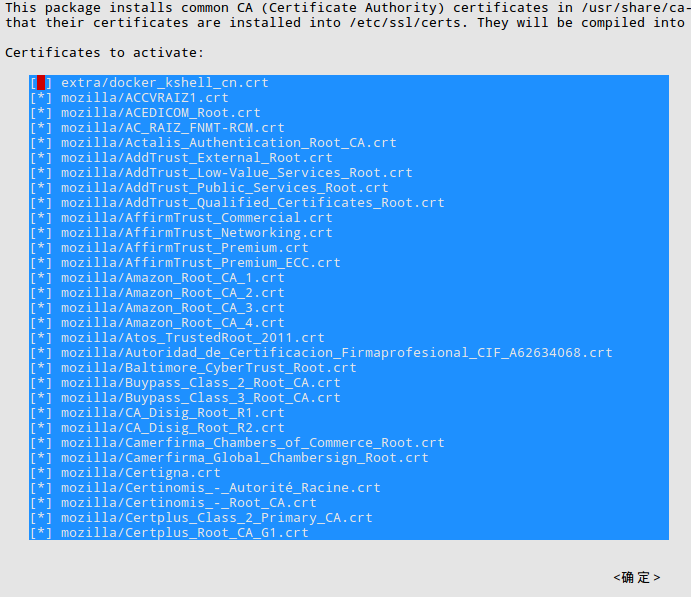 This package installs common CA (Certificate Authority) certificates in /usr/share/ca-
that their certificates are installed into /etc/ssl/certs. They will be compiled into
Certificates to activate:
[ ] extra/docker_kshell_cn.crt
[*] mozilla/ACCVRAIZ1.crt
[*] mozilla/ACEDICOM_Root.crt
[*] mozilla/AC_RAIZ_FNMT-RCM.crt
[*] mozilla/Actalis_Authentication_Root_CA.crt
[*] mozilla/AddTrust_External_Root.crt
[*] mozilla/AddTrust_Low-Value_Services_Root.crt
[*] mozilla/AddTrust_Public_Services_Root.crt
[*] mozilla/AddTrust_Qualified_Certificates_Root.crt
[*] mozilla/AffirmTrust_Commercial.crt
[*] mozilla/AffirmTrust_Networking.crt
[*] mozilla/AffirmTrust_Premium.crt
[*] mozilla/AffirmTrust_Premium_ECC.crt
[*] mozilla/Amazon_Root_CA_1.crt
[*] mozilla/Amazon_Root_CA_2.crt
[*] mozilla/Amazon_Root_CA_3.crt
[*] mozilla/Amazon_Root_CA_4.crt
[*] mozilla/Atos_TrustedRoot_2011.crt
[*] mozilla/Autoridad_de_Certificacion_Firmaprofesional_CIF_A62634068.crt
[*] mozilla/Baltimore_CyberTrust_Root.crt
[*] mozilla/Buypass_Class_2_Root_CA.crt
[*] mozilla/Buypass_Class_3_Root_CA.crt
[*] mozilla/CA_Disig_Root_R1.crt
[*] mozilla/CA_Disig_Root_R2.crt
[*] mozilla/Camerfirma_Chambers_of_Commerce_Root.crt
[*] mozilla/Camerfirma_Global_Chambersign_Root.crt
[*] mozilla/Certigna.crt
[*] mozilla/Certinomis_-_Autorité_Racine.crt
[*] mozilla/Certinomis_-_Root_CA.crt
[*] mozilla/Certplus_Class_2_Primary_CA.crt
[*] mozilla/Certplus_Root_CA_G1.crt
<确定>